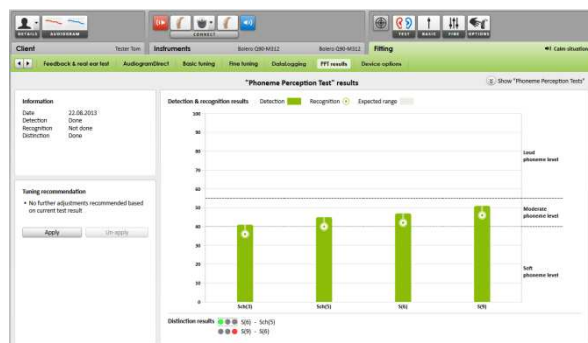 DETAILS AUDIOGRAM CONNECT TEST BASIC FINE OPTIONS
Client Tester Tom Instruments Bolero Q90-M312 Bolero Q90-M312 Fitting Calm situation
Feedback & real ear test AudiogramDirect Basic tuning Fine tuning DataLogging PPT results Device options
"Phoneme Perception Test" results Show "Phoneme Perception Tests"
Information
Date 22.08.2013
Detection Done
Recognition Not done
Distinction Done
Tuning recommendation
• No further adjustments recommended based
on current test result
Apply Un-apply
Detection & recognition results Detection Recognition Expected range
100
90
80
70
60
50
40
30
20
10
0
Loud
phoneme level
Moderate
phoneme level
Soft
phoneme level
Sch(3) Sch(5) S(6) S(9)
Distinction results S(6) - Sch(5)
S(9) - S(6)